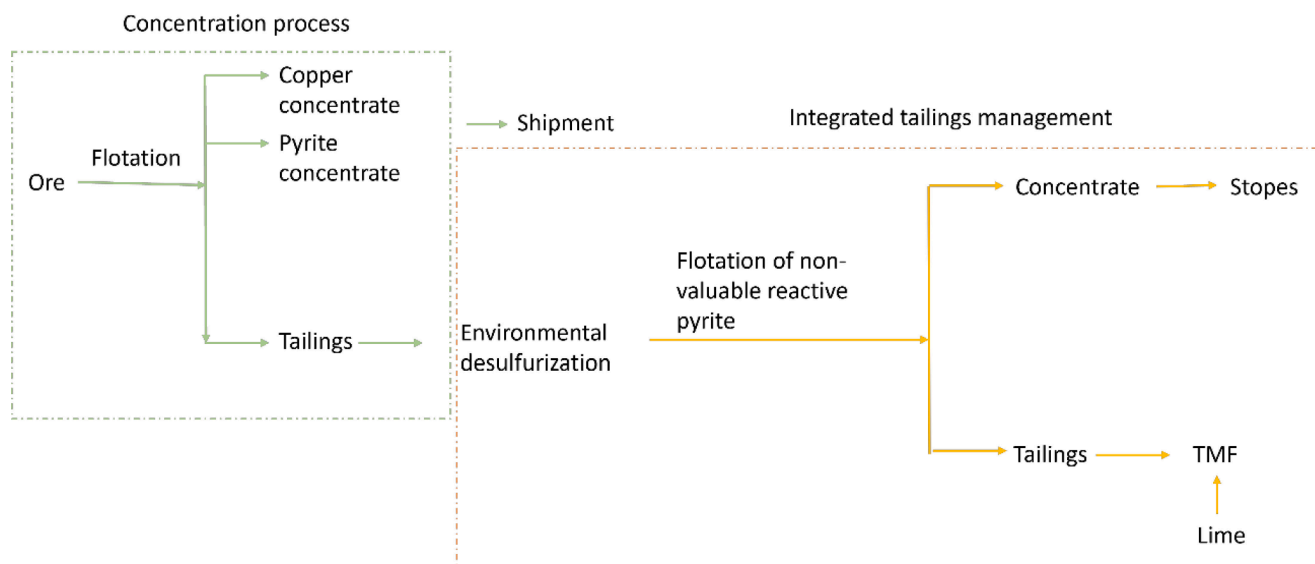 Concentration process
Copper
concentrate
Shipment
Integrated tailings management
Pyrite
concentrate
Flotation
Ore
Concentrate
Stopes
Flotation of non-
valuable reactive
pyrite
Tailings
Environmental
desulfurization
Tailings
TMF
Lime